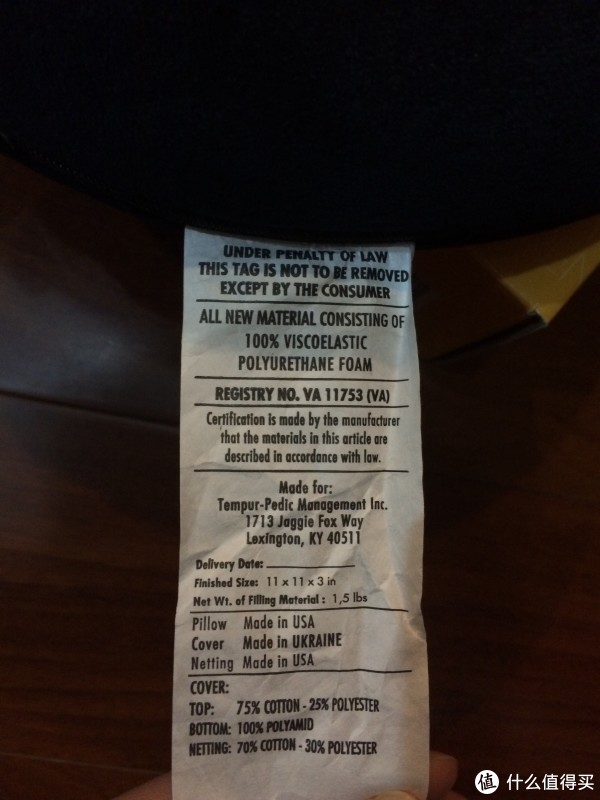 UNDER PENALTY OF LAW
THIS TAG IS NOT TO BE REMOVED
EXCEPT BY THE CONSUMER
ALL NEW MATERIAL CONSISTING OF
100% VISCOELASTIC
POLYURETHANE FOAM
REGISTRY NO. VA 11753 (VA)
Certification is made by the manufacturer
that the materials in this article are
described in accordance with law.
Made for:
Tempur-Pedic Management Inc.
1713 Jaggie Fox Way
Lexington, KY 40511
Delivery Date:
Finished Size: 11 x 11 x 3 in
Net Wt. of Filling Material : 1,5 lbs
Pillow Made in USA
Cover Made in UKRAINE
Netting Made in USA
COVER:
TOP: 75% COTTON - 25% POLYESTER
BOTTOM: 100% POLYAMID
NETTING: 70% COTTON - 30% POLYESTER
值 什么值得买